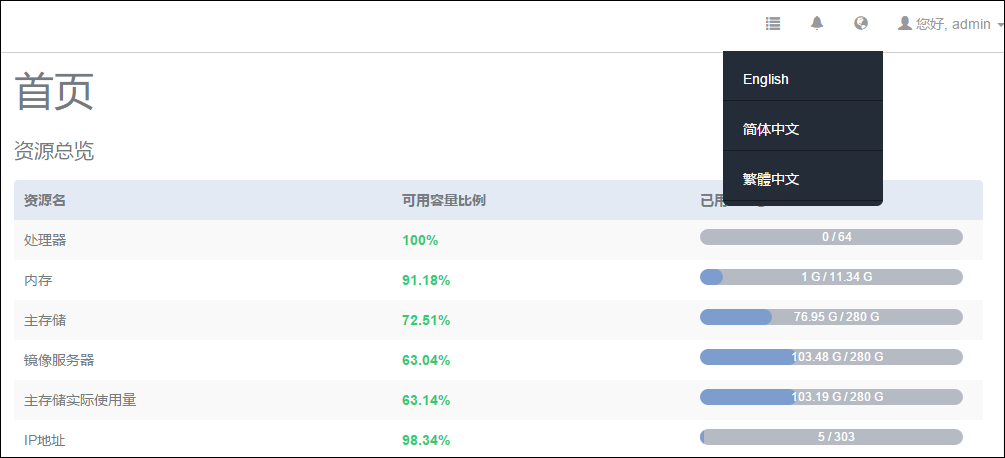 您好, admin
English
简体中文
繁體中文
首页
资源总览
资源名 可用容量比例 已用
处理器 100% 0 / 64
内存 91.18% 1 G / 11.34 G
主存储 72.51% 76.95 G / 280 G
镜像服务器 63.04% 103.48 G / 280 G
主存储实际使用量 63.14% 103.19 G / 280 G
IP地址 98.34% 5 / 303